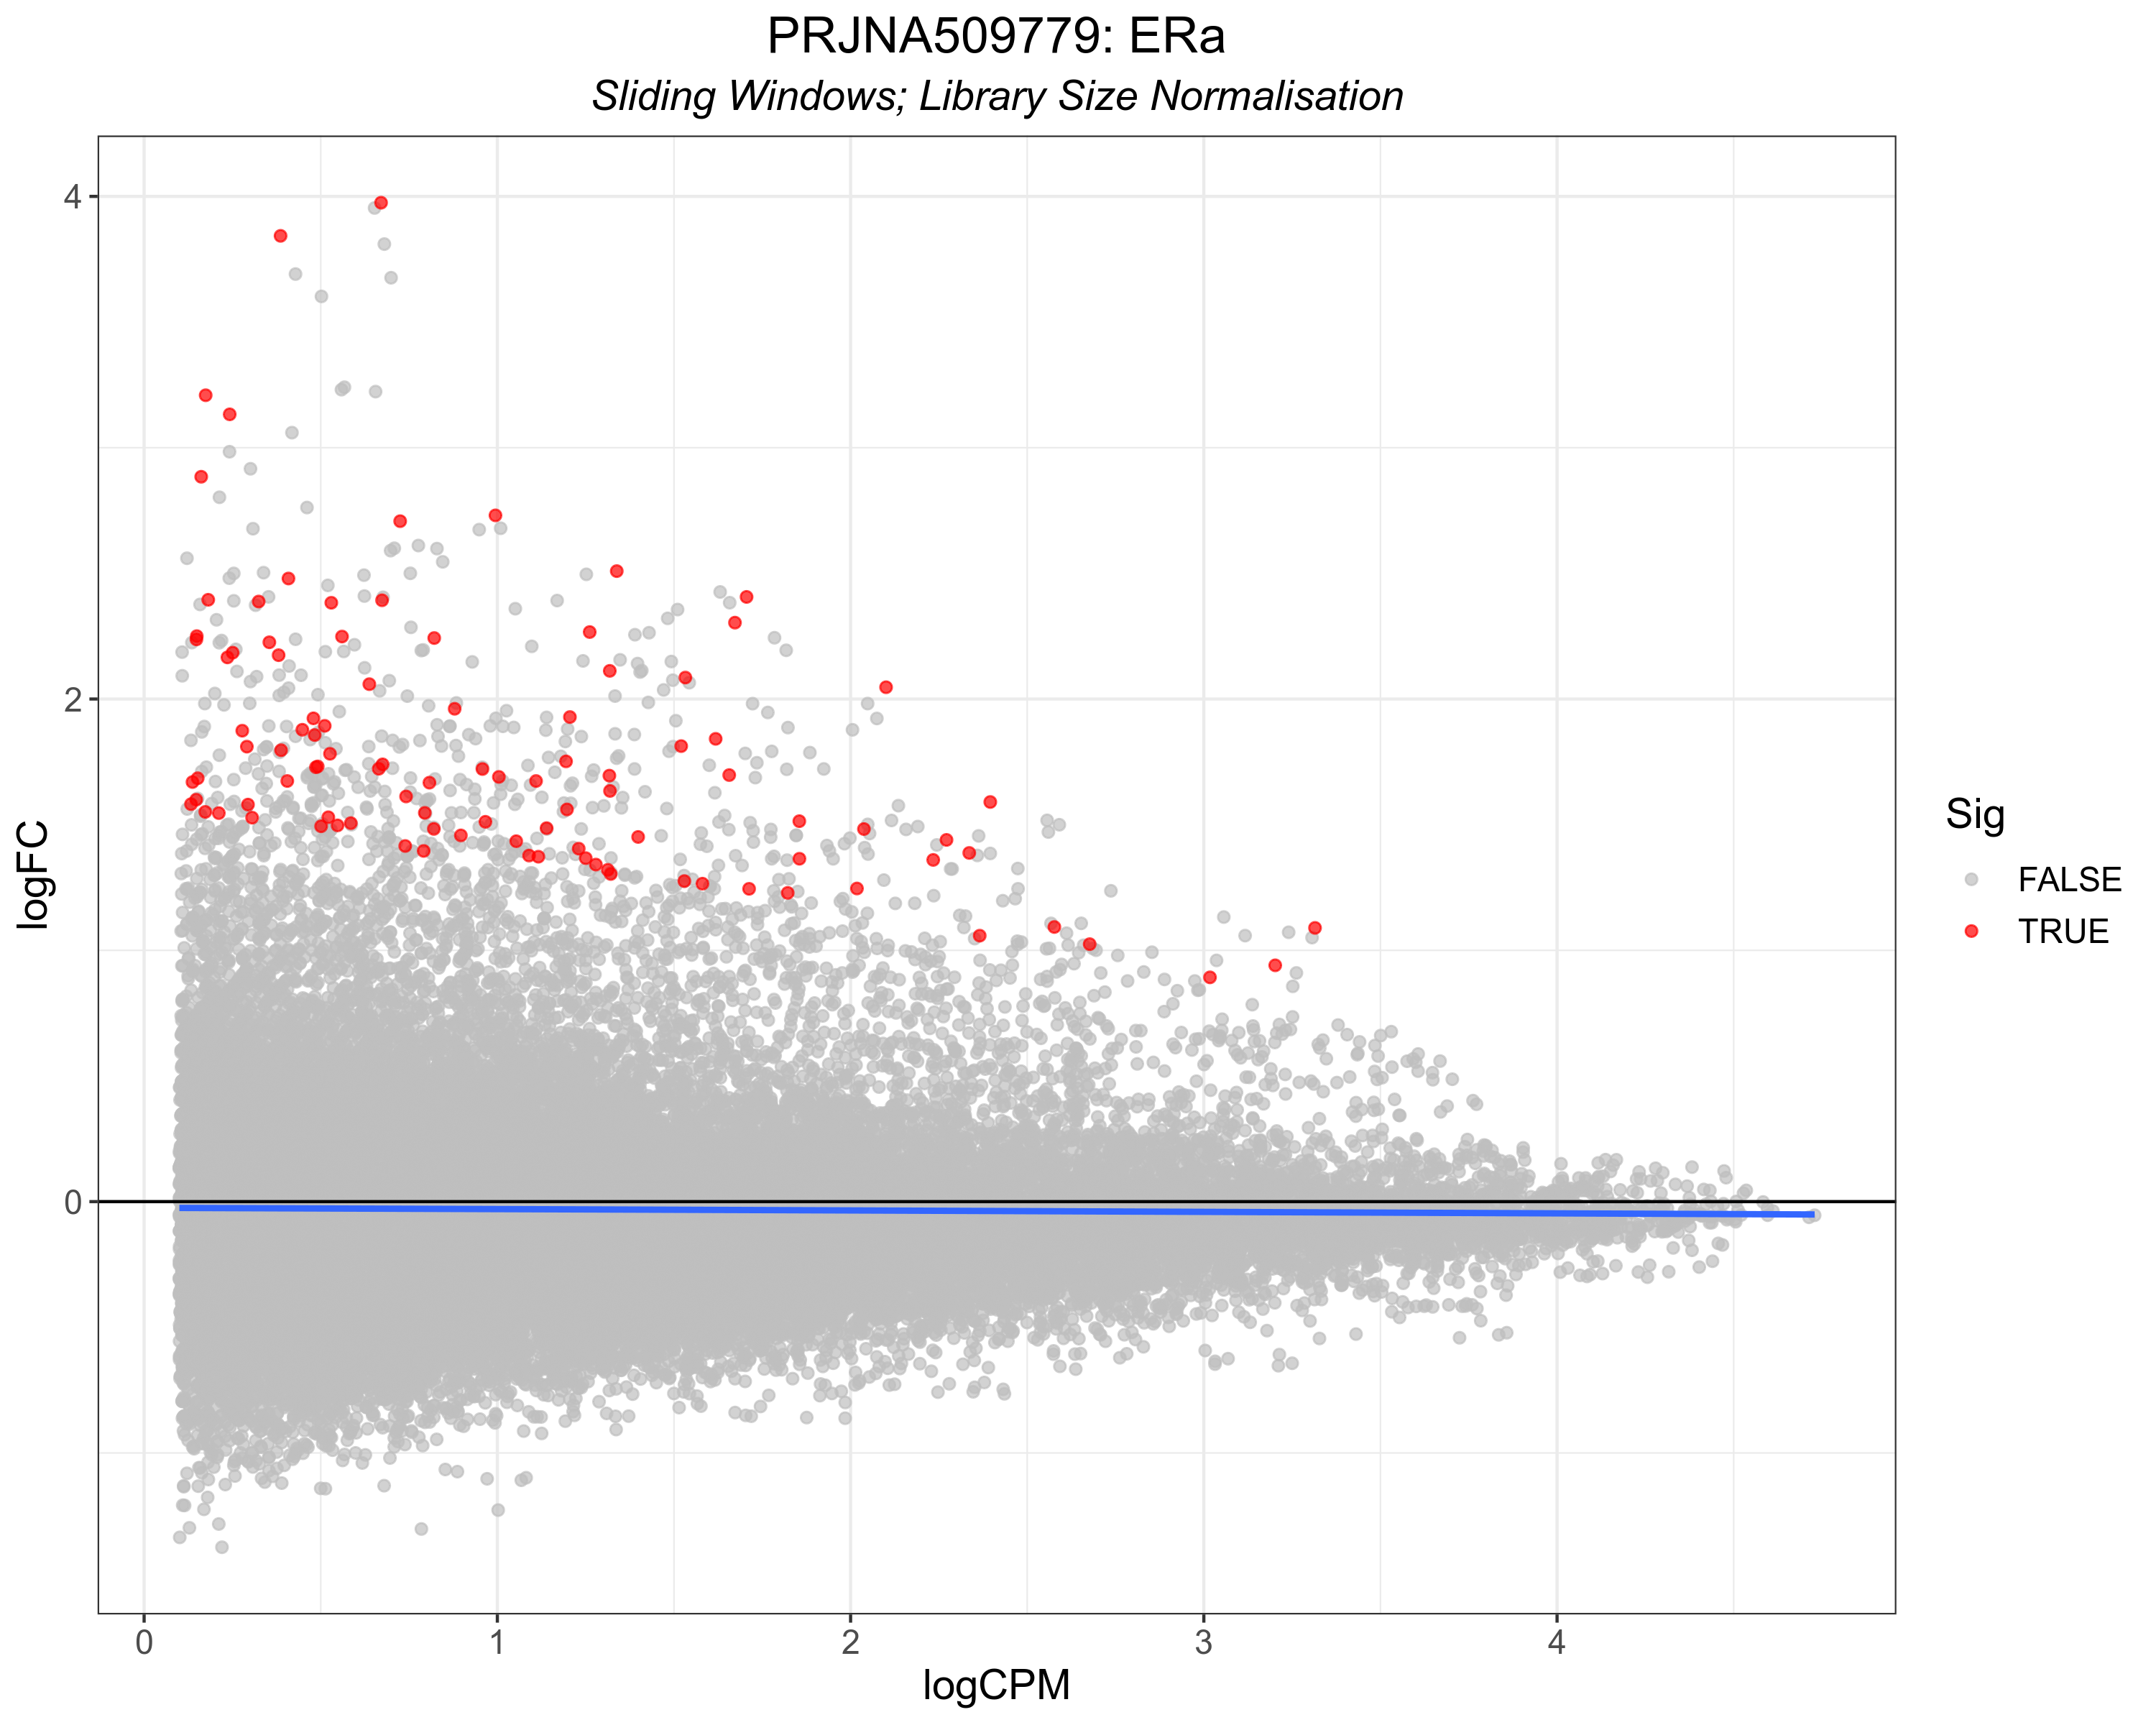 PRJNA509779: ERa
Sliding Windows; Library Size Normalisation
4
2
0
logFC
0 1 2 3 4
logCPM
Sig
FALSE
TRUE